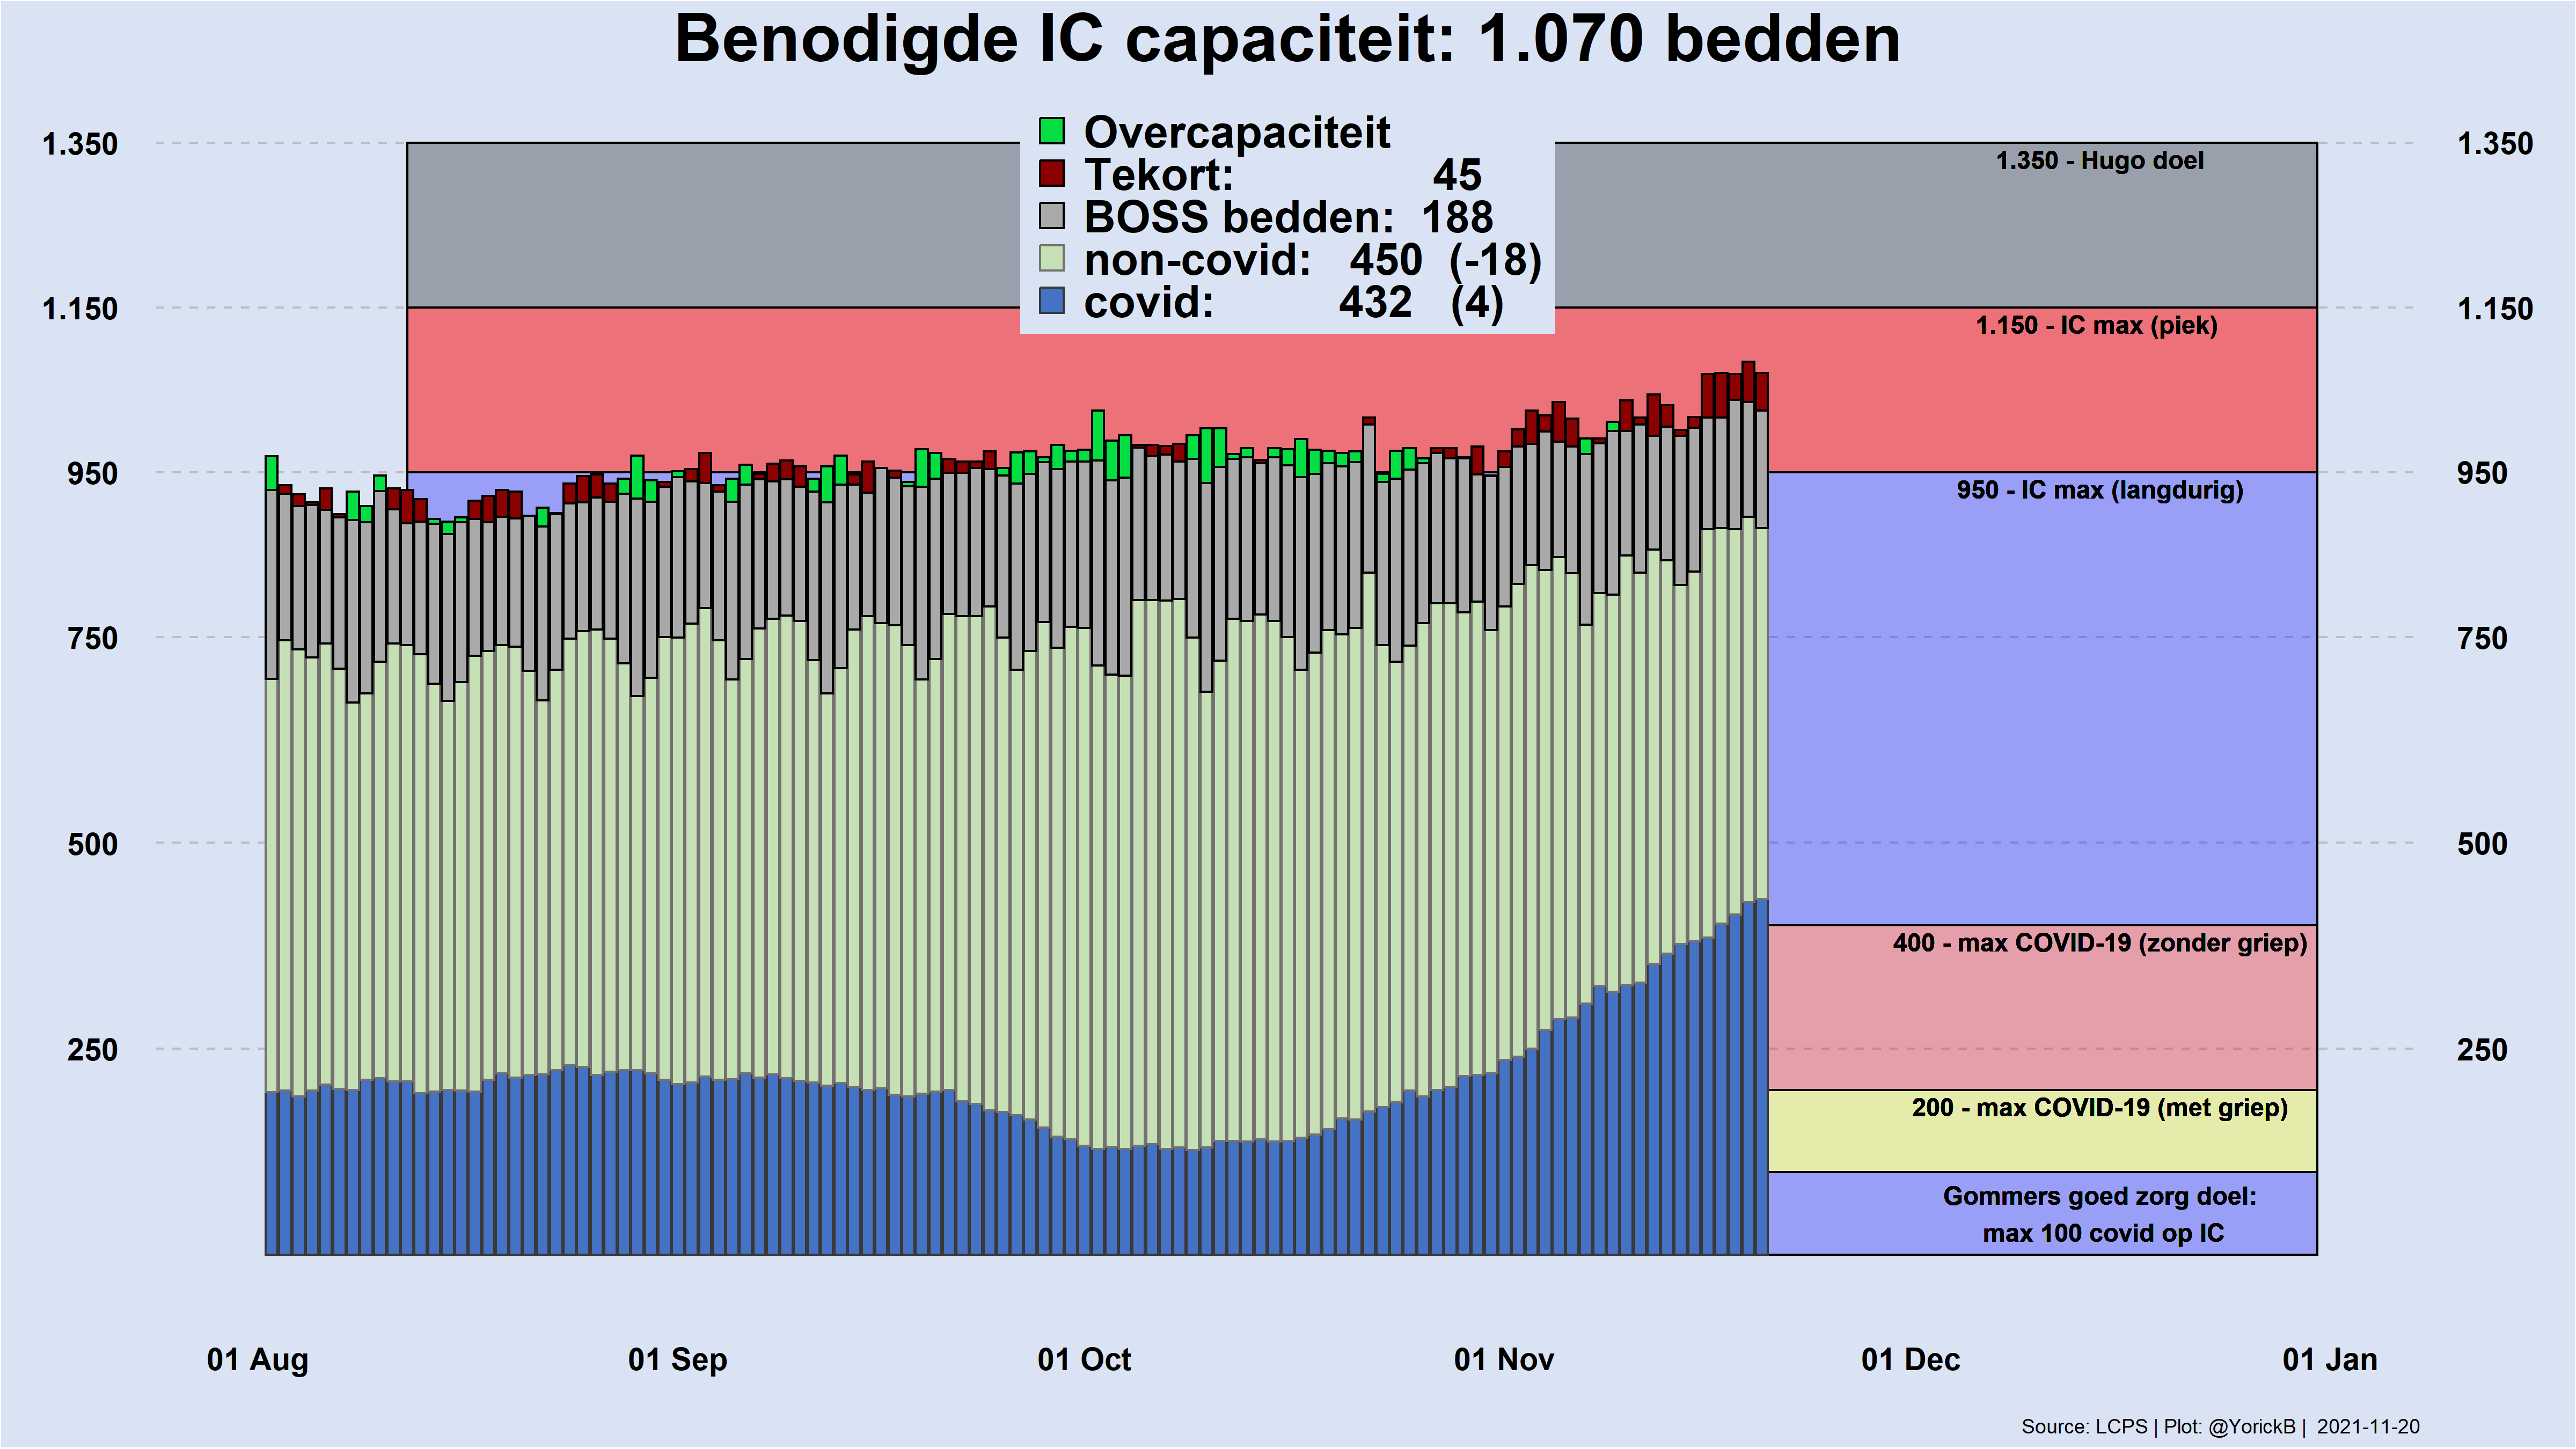 Benodigde IC capaciteit: 1.070 bedden
Overcapaciteit
Tekort: 45
BOSS bedden: 188
non-covid: 450 (-18)
covid: 432 (4)
1.350
1.150
950
750
500
250
1.350 - Hugo doel
1.150 - IC max (piek)
950 - IC max (langdurig)
400 - max COVID-19 (zonder griep)
200 - max COVID-19 (met griep)
Gommers goed zorg doel:
max 100 covid op IC
1.350
1.150
950
750
500
250
01 Aug
01 Sep
01 Oct
01 Nov
01 Dec
01 Jan
Source: LCPS | Plot: @YorickB | 2021-11-20